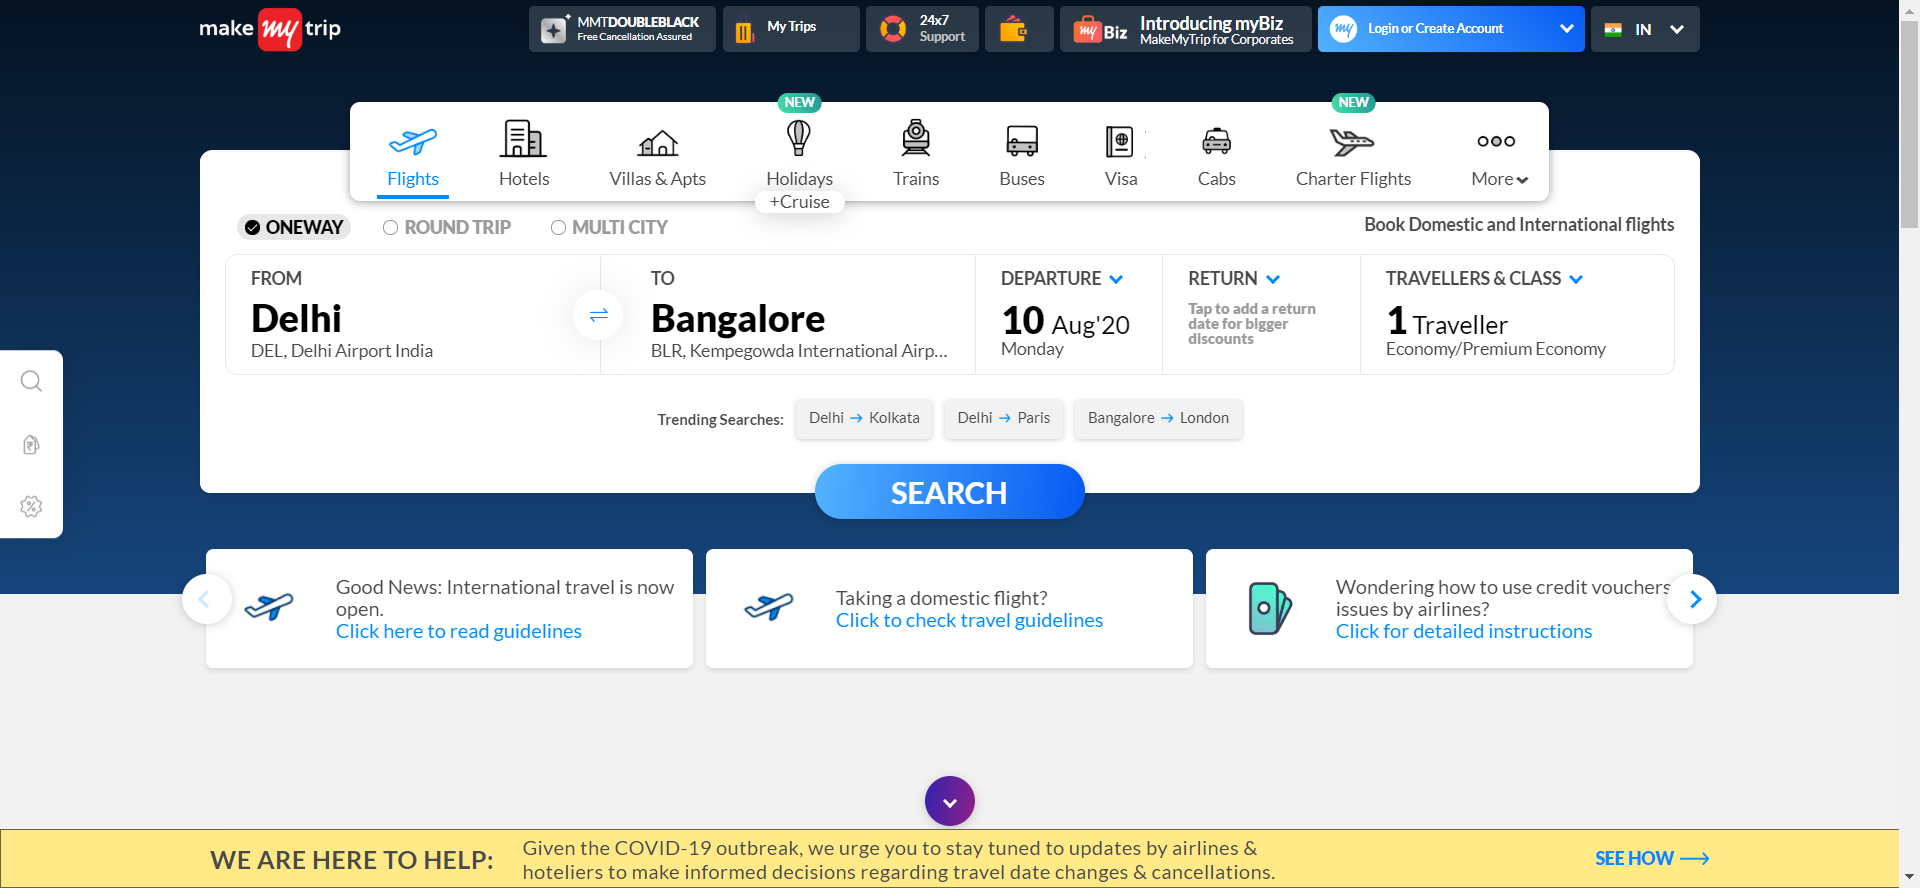 make my trip
MMTDOUBLEBLACK
Free Cancellation Assured
My Trips
24x7
Support
my Biz
Introducing myBiz
MakeMyTrip for Corporates
my
Login or Create Account
IN
NEW
NEW
Flights
Hotels
Villas & Apts
Holidays
+Cruise
Trains
Buses
Visa
Cabs
Charter Flights
More
ONEWAY
ROUND TRIP
MULTI CITY
Book Domestic and International flights
FROM
Delhi
DEL, Delhi Airport India
TO
Bangalore
BLR, Kempegowda International Airp...
DEPARTURE
10 Aug'20
Monday
RETURN
Tap to add a return
date for bigger
discounts
TRAVELLERS & CLASS
1 Traveller
Economy/Premium Economy
Trending Searches:
Delhi → Kolkata
Delhi → Paris
Bangalore → London
SEARCH
Good News: International travel is now
open.
Click here to read guidelines
Taking a domestic flight?
Click to check travel guidelines
Wondering how to use credit vouchers
issues by airlines?
Click for detailed instructions
WE ARE HERE TO HELP:
Given the COVID-19 outbreak, we urge you to stay tuned to updates by airlines &
hoteliers to make informed decisions regarding travel date changes & cancellations.
SEE HOW